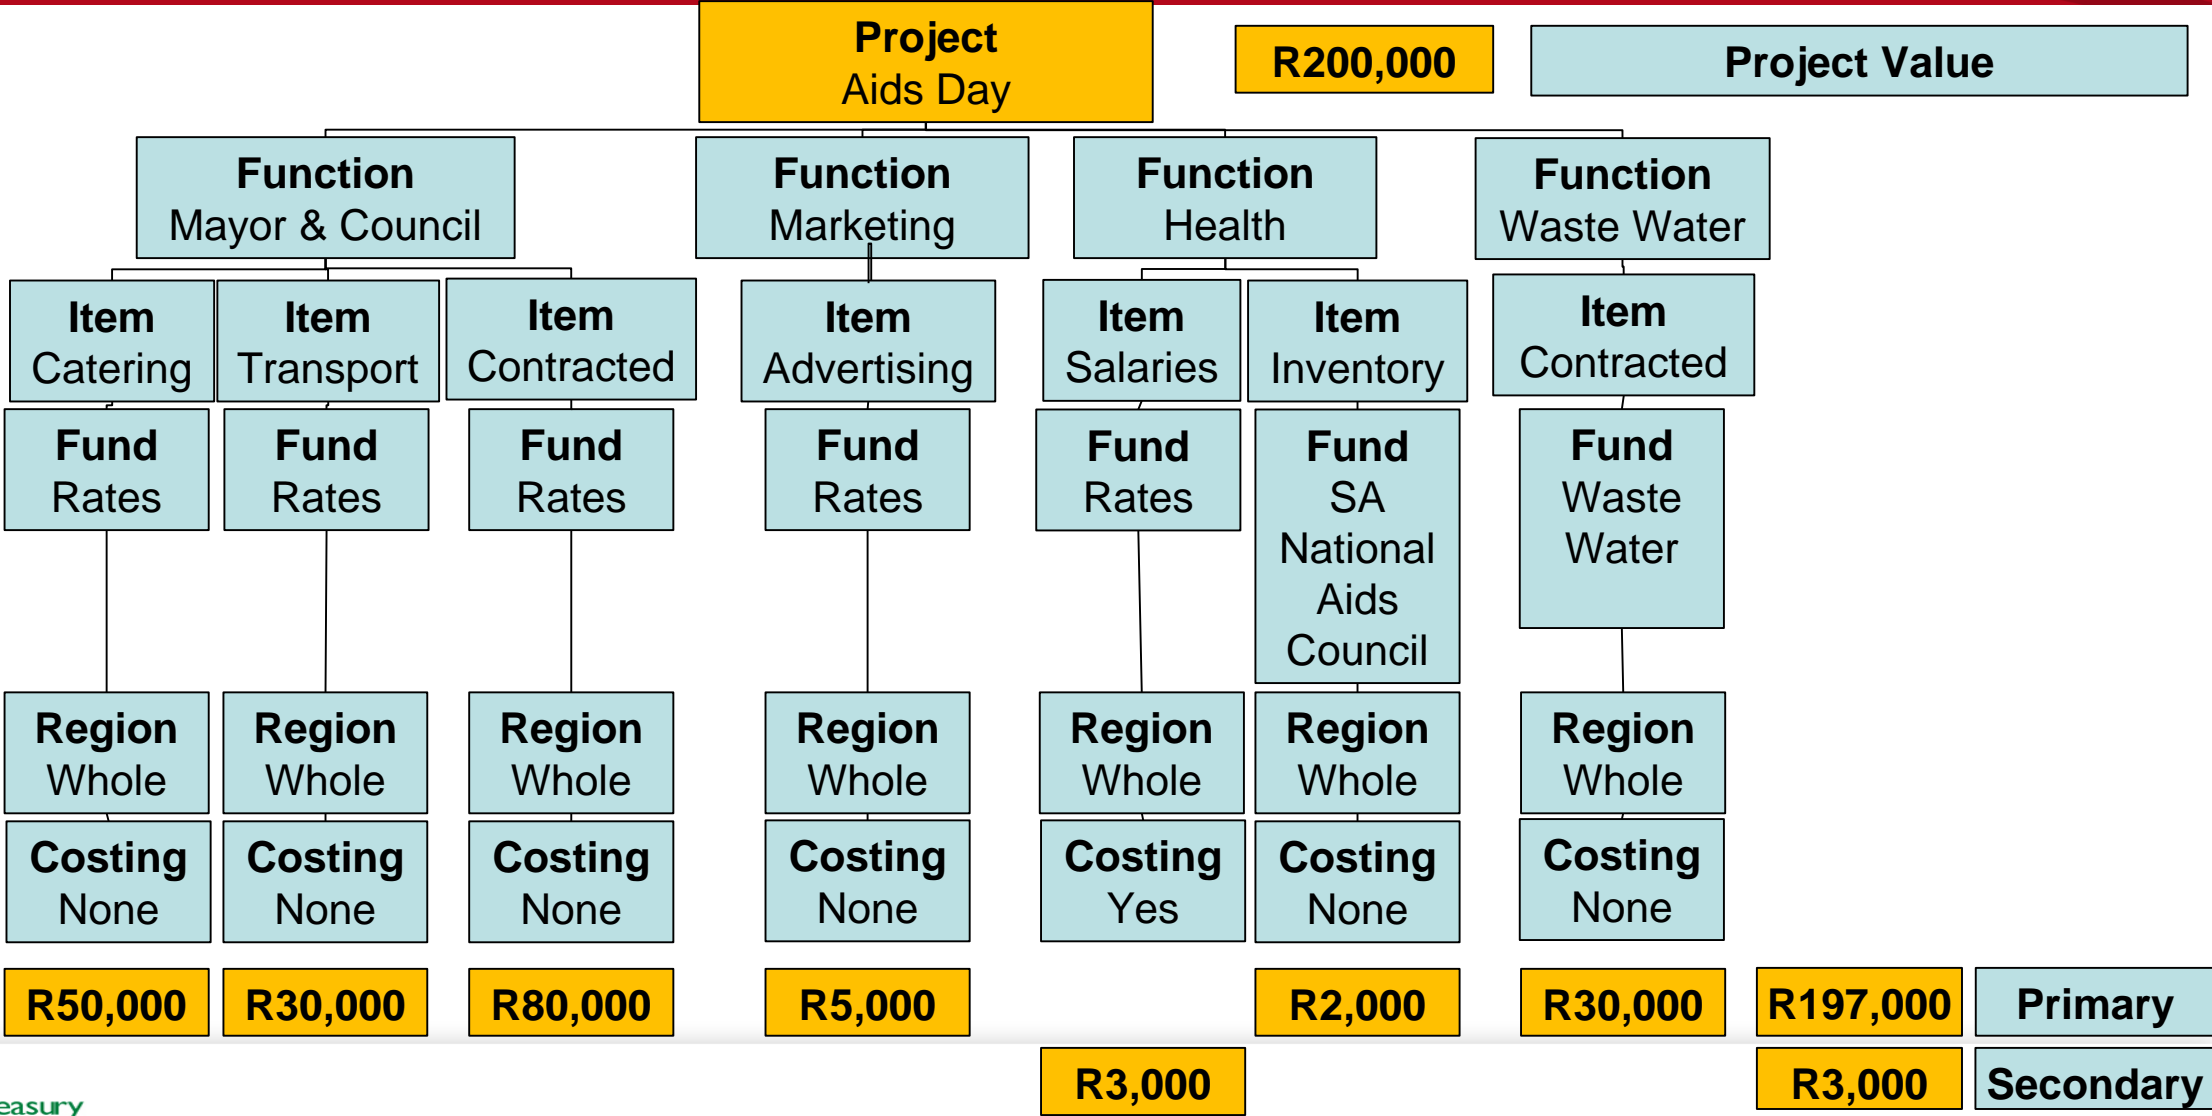 Project
Aids Day
R200,000
Project Value
Function
Mayor & Council
Function
Marketing
Function
Health
Function
Waste Water
Item
Catering
Item
Transport
Item
Contracted
Item
Advertising
Item
Salaries
Item
Inventory
Item
Contracted
Fund
Rates
Fund
Rates
Fund
Rates
Fund
Rates
Fund
Rates
Fund
SA
National
Aids
Council
Fund
Waste
Water
Region
Whole
Region
Whole
Region
Whole
Region
Whole
Region
Whole
Region
Whole
Region
Whole
Costing
None
Costing
None
Costing
None
Costing
None
Costing
Yes
Costing
None
Costing
None
R50,000
R30,000
R80,000
R5,000
R2,000
R30,000
R197,000
Primary
R3,000
R3,000
Secondary
easury